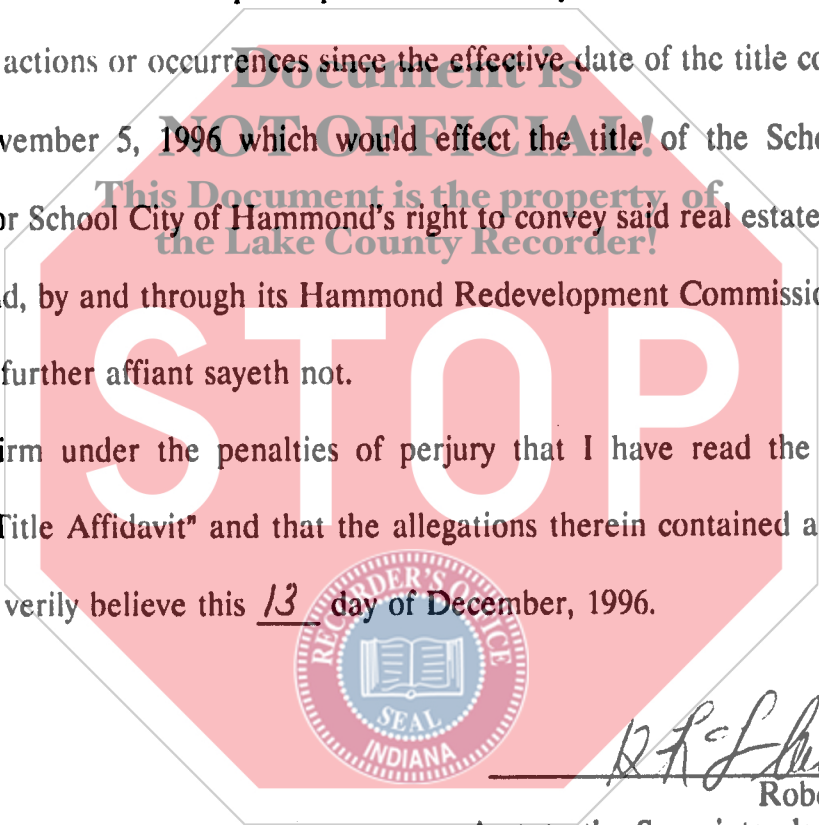 actions or occurrences since the effective date of the title co
vember 5, 1996 which would effect the title of the Scho
or School City of Hammond's right to convey said real estate
d, by and through its Hammond Redevelopment Commissio
further affiant sayeth not.
irm under the penalties of perjury that I have read the
Title Affidavit" and that the allegations therein contained a
verily believe this 13 day of December, 1996.
Robe
Document is
NOT OFFICIAL!
This Document is the property of
the Lake County Recorder!
STOP
RECORDER'S OFFICE
SEAL
INDIANA